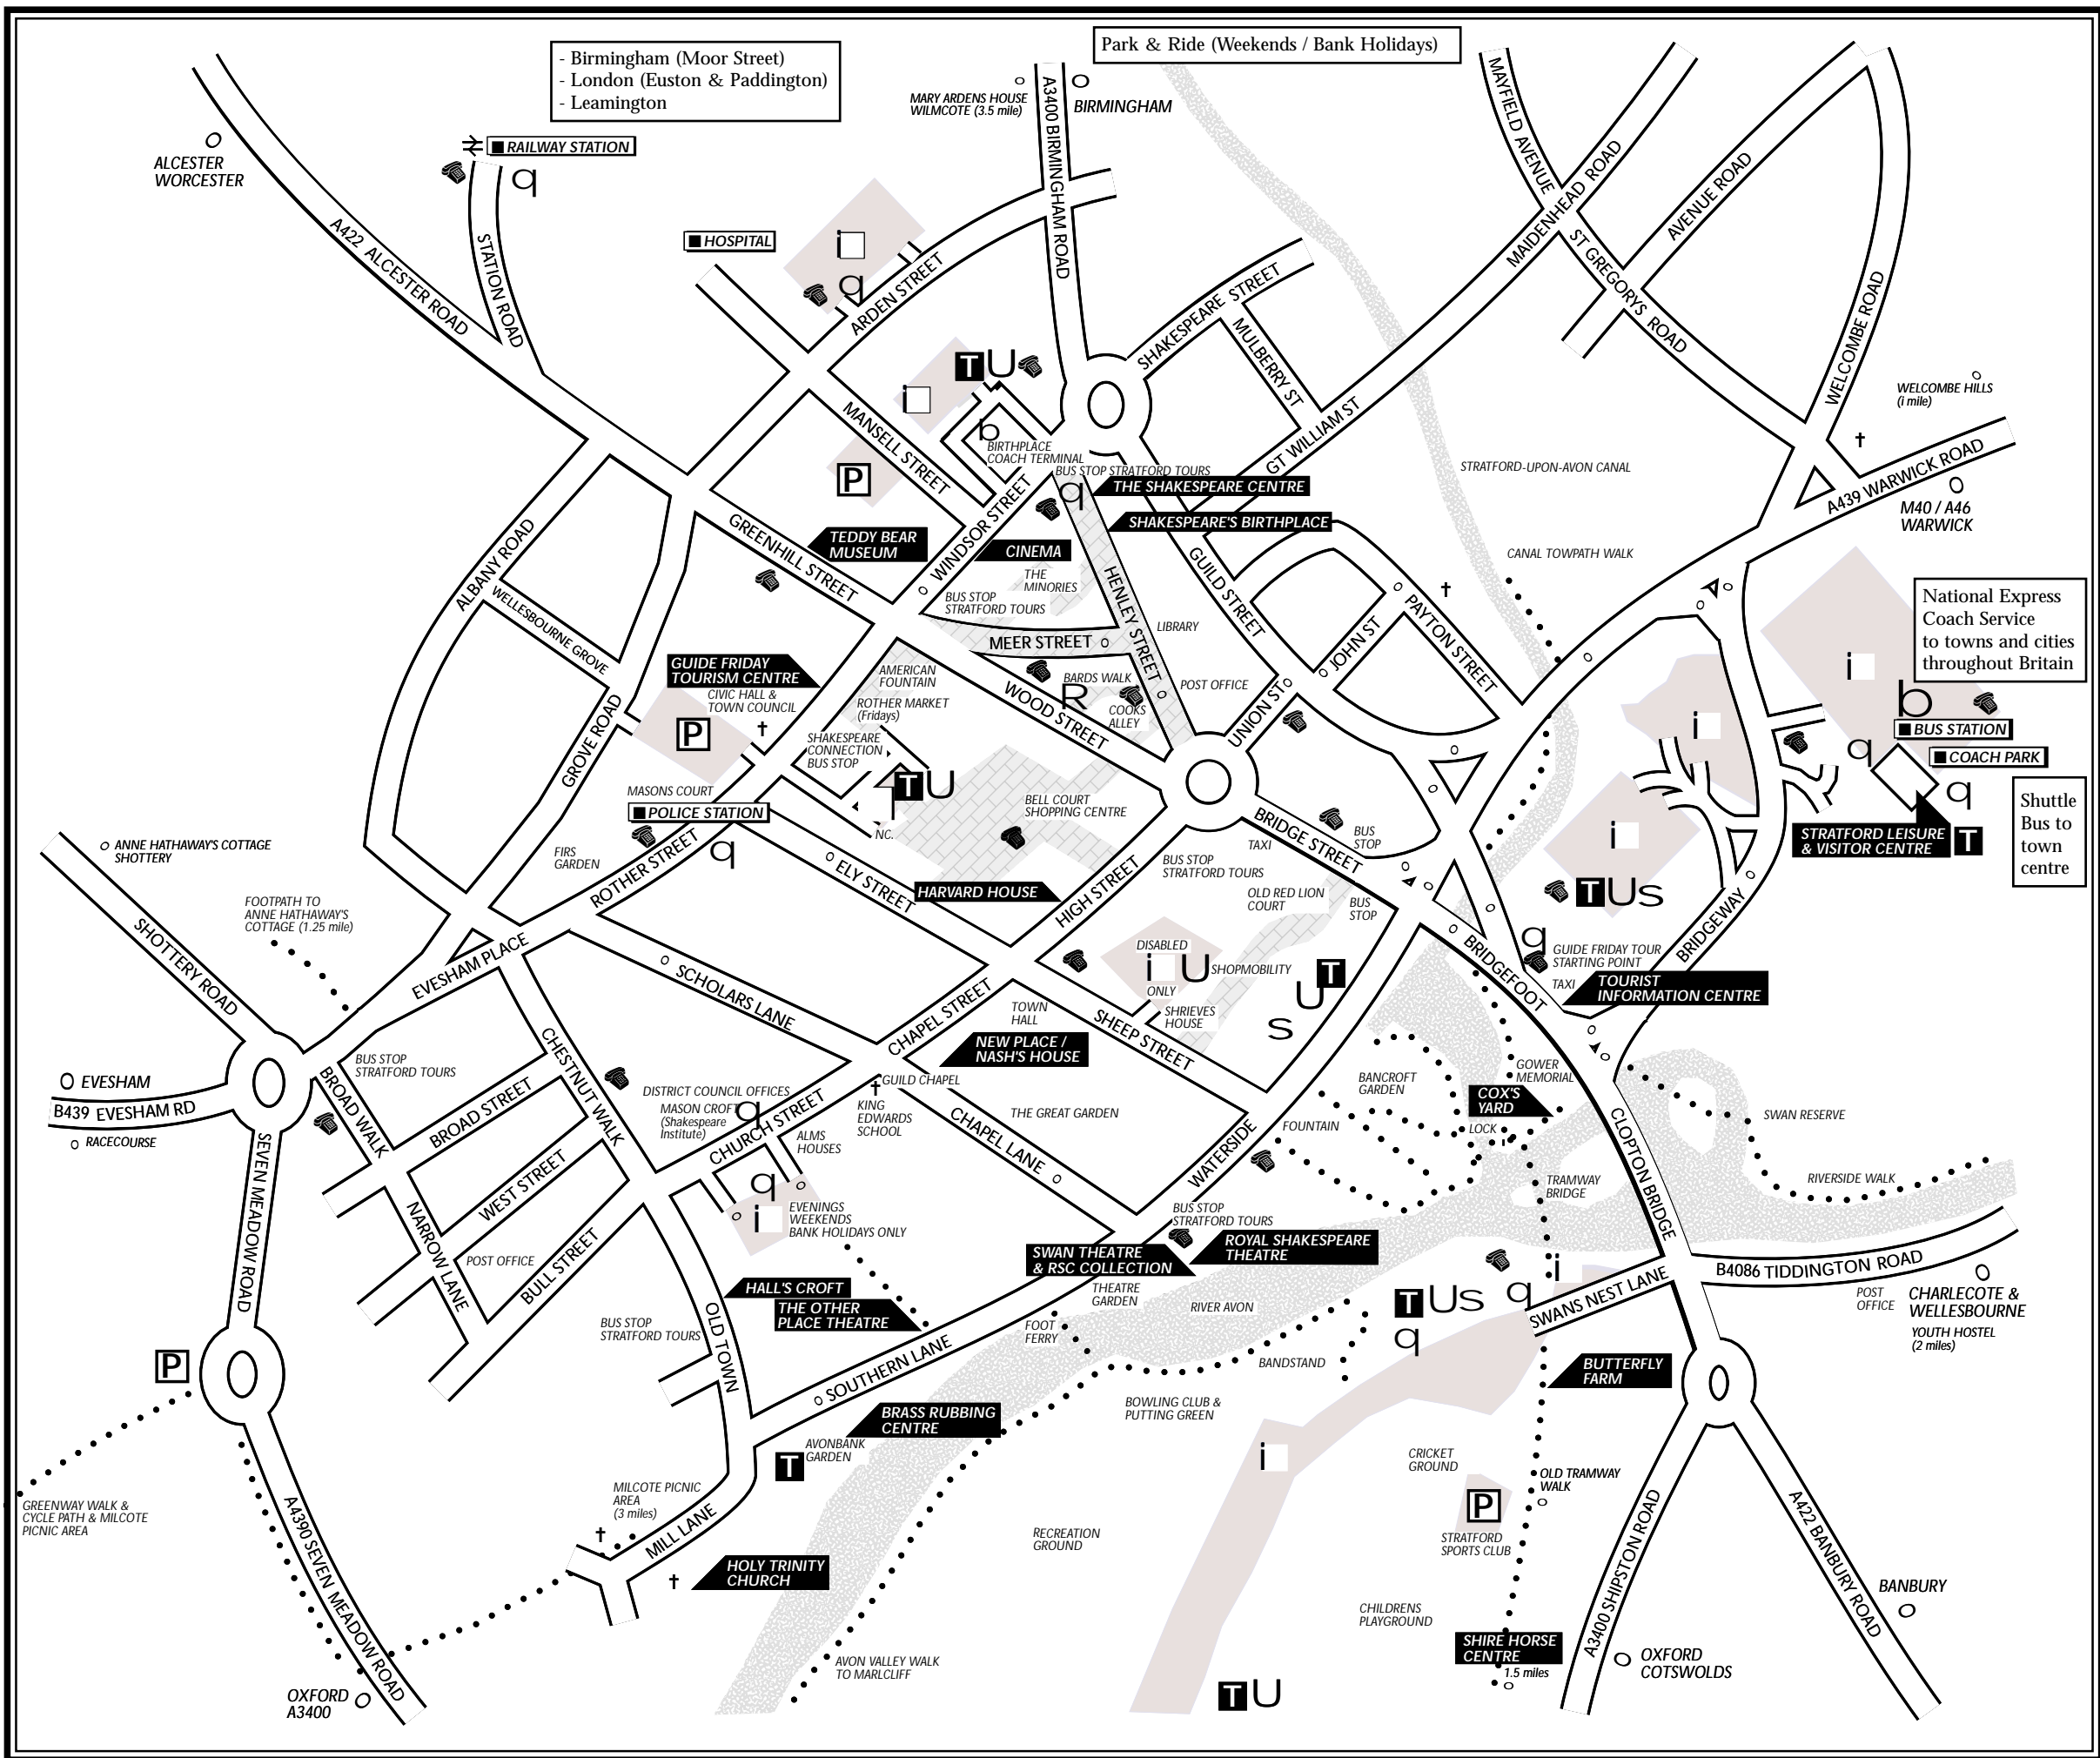 - Birmingham (Moor Street)
- London (Euston & Paddington)
- Leamington
Park & Ride (Weekends / Bank Holidays)
MARY ARDENS HOUSE
WILMCOTE (3.5 mile)
A3400 BIRMINGHAM ROAD
BIRMINGHAM
MAYFIELD AVENUE
MAIDENHEAD ROAD
AVENUE ROAD
ST GREGORYS ROAD
WELCOMBE ROAD
ALCESTER
WORCESTER
RAILWAY STATION
q
STATION ROAD
A422 ALCESTER ROAD
HOSPITAL
i
q
ARDEN STREET
SHAKESPEARE STREET
MULBERRY ST
GT WILLIAM ST
WELCOMBE HILLS
(i mile)
A439 WARWICK ROAD
M40 / A46
WARWICK
T U
i
b
MANSELL STREET
BIRTHPLACE
COACH TERMINAL
BUS STOP STRATFORD TOURS
q
THE SHAKESPEARE CENTRE
SHAKESPEARE'S BIRTHPLACE
STRATFORD-UPON-AVON CANAL
CANAL TOWPATH WALK
P
GREENHILL STREET
TEDDY BEAR
MUSEUM
WINDSOR STREET
CINEMA
THE
MINORIES
BUS STOP
STRATFORD TOURS
HENLEY STREET
GUILD STREET
MEER STREET
LIBRARY
JOHN ST
PAYTON STREET
National Express
Coach Service
to towns and cities
throughout Britain
ALBANY ROAD
WELLESBOURNE GROVE
GROVE ROAD
GUIDE FRIDAY
TOURISM CENTRE
CIVIC HALL &
TOWN COUNCIL
P
AMERICAN
FOUNTAIN
ROTHER MARKET
(Fridays)
SHAKESPEARE
CONNECTION
BUS STOP
WOOD STREET
BARDS WALK
R
COOKS
ALLEY
POST OFFICE
UNION ST
i
b
BUS STATION
q
COACH PARK
q
i
i
Shuttle
Bus to
town
centre
STRATFORD LEISURE
& VISITOR CENTRE
T
MASONS COURT
POLICE STATION
q
T U
NC.
BELL COURT
SHOPPING CENTRE
BRIDGE STREET
TAXI
BUS
STOP
BUS STOP
STRATFORD TOURS
OLD RED LION
COURT
BUS
STOP
T U s
BRIDGEWAY
ANNE HATHAWAY'S COTTAGE
SHOTTERY
FIRS
GARDEN
ROTHER STREET
ELY STREET
HARVARD HOUSE
HIGH STREET
FOOTPATH TO
ANNE HATHAWAY'S
COTTAGE (1.25 mile)
SHOTTERY ROAD
EVESHAM PLACE
SCHOLARS LANE
CHAPEL STREET
DISABLED
i U
ONLY
SHOPMOBILITY
SHRIEVES
HOUSE
T
U
s
BRIDGEFOOT
q
GUIDE FRIDAY TOUR
STARTING POINT
TAXI
TOURIST
INFORMATION CENTRE
TOWN
HALL
NEW PLACE /
NASH'S HOUSE
SHEEP STREET
EVESHAM
B439 EVESHAM RD
RACECOURSE
BUS STOP
STRATFORD TOURS
BROAD WALK
BROAD STREET
CHESTNUT WALK
DISTRICT COUNCIL OFFICES
MASON CROFT
(Shakespeare
Institute)
q
CHURCH STREET
GUILD CHAPEL
KING
EDWARDS
SCHOOL
ALMS
HOUSES
THE GREAT GARDEN
CHAPEL LANE
WATERSIDE
FOUNTAIN
BANCROFT
GARDEN
GOWER
MEMORIAL
COX'S
YARD
LOCK
SWAN RESERVE
TRAMWAY
BRIDGE
CLOPTON BRIDGE
RIVERSIDE WALK
WEST STREET
NARROW LANE
POST OFFICE
BULL STREET
q
i
EVENINGS
WEEKENDS
BANK HOLIDAYS ONLY
BUS STOP
STRATFORD TOURS
SWAN THEATRE
& RSC COLLECTION
ROYAL SHAKESPEARE
THEATRE
THEATRE
GARDEN
RIVER AVON
T U s q
q
i
SWANS NEST LANE
B4086 TIDDINGTON ROAD
POST
OFFICE
CHARLECOTE &
WELLESBOURNE
YOUTH HOSTEL
(2 miles)
SEVEN MEADOW ROAD
HALL'S CROFT
THE OTHER
PLACE THEATRE
OLD TOWN
BUS STOP
STRATFORD TOURS
SOUTHERN LANE
FOOT
FERRY
BANDSTAND
BUTTERFLY
FARM
P
BRASS RUBBING
CENTRE
T
AVONBANK
GARDEN
BOWLING CLUB &
PUTTING GREEN
i
CRICKET
GROUND
OLD TRAMWAY
WALK
P
STRATFORD
SPORTS CLUB
GREENWAY WALK &
CYCLE PATH & MILCOTE
PICNIC AREA
A4390 SEVEN MEADOW ROAD
MILCOTE PICNIC
AREA
(3 miles)
MILL LANE
HOLY TRINITY
CHURCH
RECREATION
GROUND
CHILDRENS
PLAYGROUND
SHIRE HORSE
CENTRE
1.5 miles
A3400 SHIPSTON ROAD
A422 BANBURY ROAD
BANBURY
OXFORD
COTSWOLDS
OXFORD
A3400
AVON VALLEY WALK
TO MARLCLIFF
T U